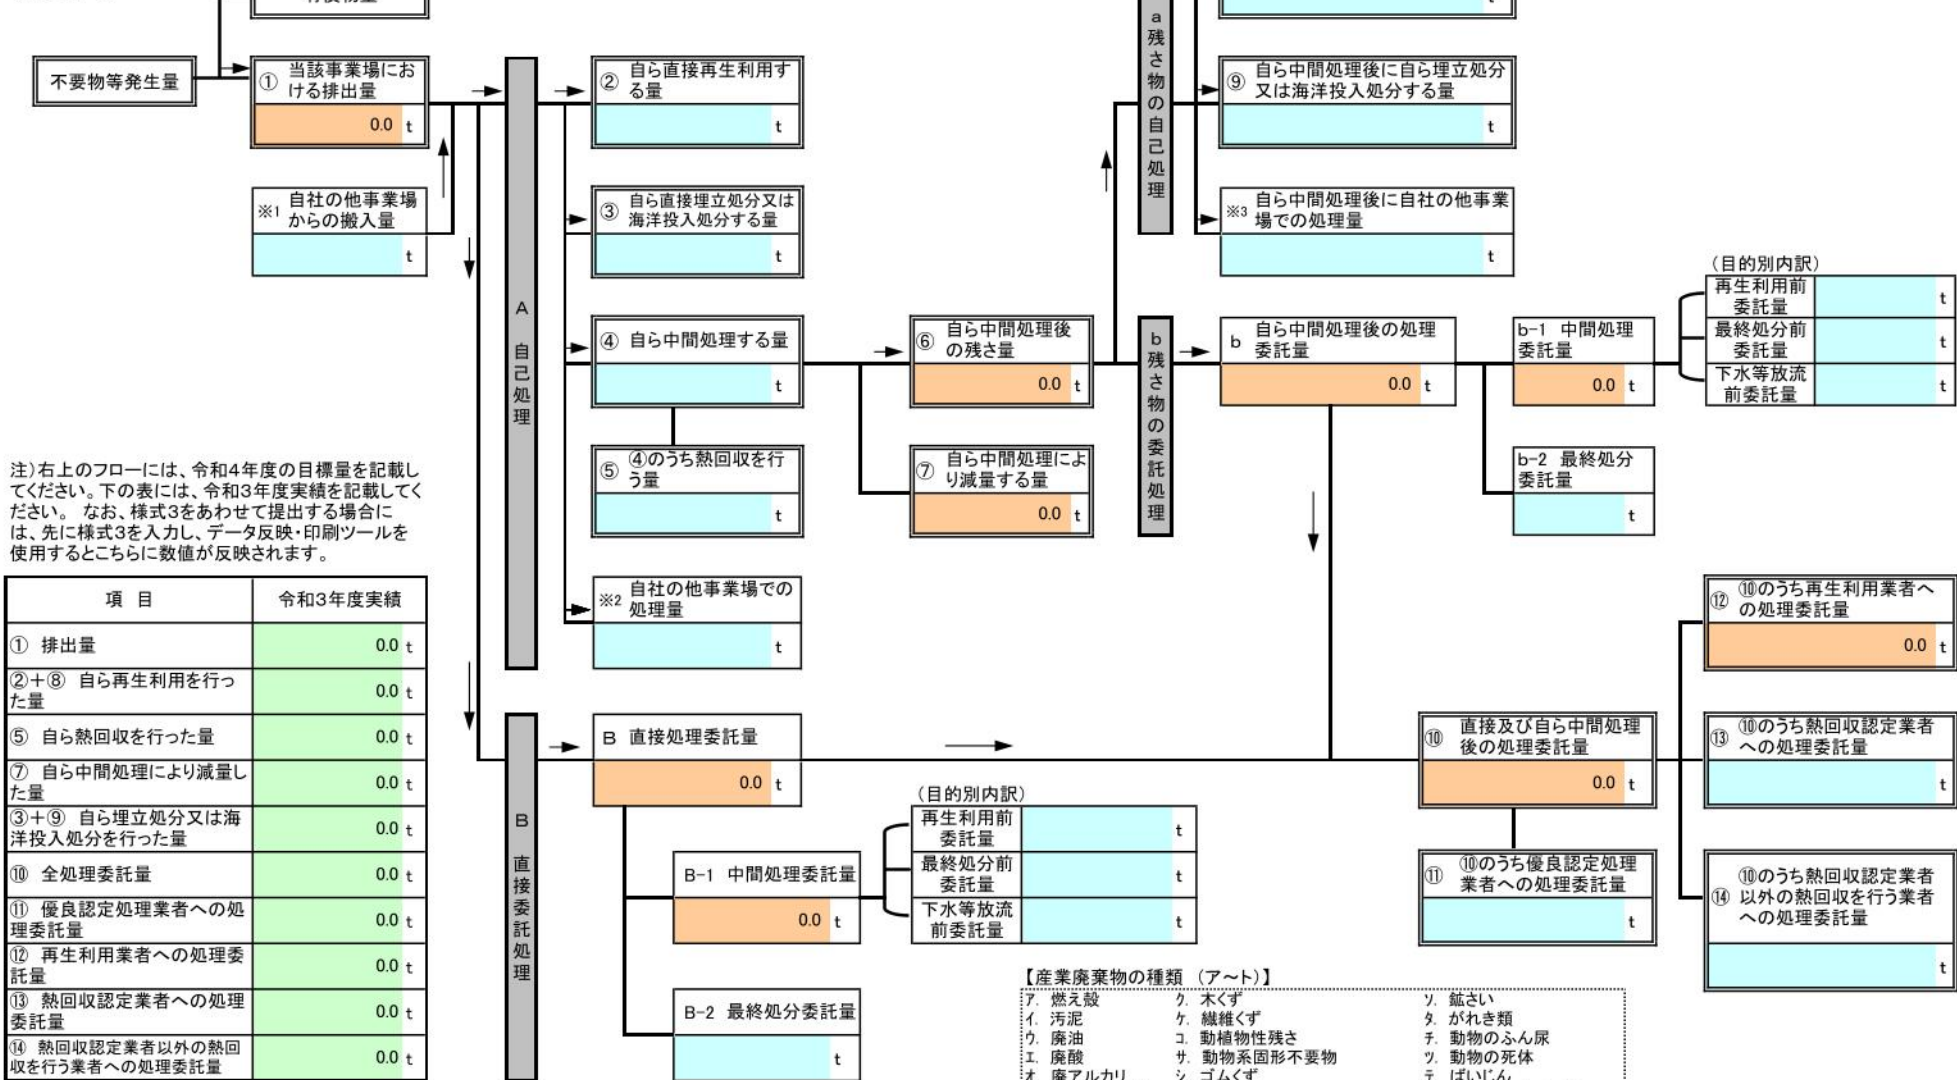 有後物量
不要物等発生量
① 当該事業場にお
ける排出量
0.0 t
※1 自社の他事業場
からの搬入量
t
A 自己処理
② 自ら直接再生利用す
る量
t
③ 自ら直接埋立処分又は
海洋投入処分する量
t
④ 自ら中間処理する量
t
⑤ ④のうち熱回収を行
う量
t
※2 自社の他事業場での
処理量
t
⑥ 自ら中間処理後
の残さ量
0.0 t
⑦ 自ら中間処理によ
り減量する量
0.0 t
a 残さ物の自己処理
⑨ 自ら中間処理後に自ら埋立処分
又は海洋投入処分する量
t
※3 自ら中間処理後に自社の他事業
場での処理量
t
b 残さ物の委託処理
b 自ら中間処理後の処理
委託量
0.0 t
b-1 中間処理
委託量
0.0 t
(目的別内訳)
再生利用前
委託量
t
最終処分前
委託量
t
下水等放流
前委託量
t
b-2 最終処分
委託量
t
注)右上のフローには、令和4年度の目標量を記載し
てください。下の表には、令和3年度実績を記載してく
ださい。 なお、様式3をあわせて提出する場合に
は、先に様式3を入力し、データ反映・印刷ツールを
使用するとこちらに数値が反映されます。
項 目 令和3年度実績
① 排出量 0.0 t
②+⑧ 自ら再生利用を行っ
た量 0.0 t
⑤ 自ら熱回収を行った量 0.0 t
⑦ 自ら中間処理により減量し
た量 0.0 t
③+⑨ 自ら埋立処分又は海
洋投入処分を行った量 0.0 t
⑩ 全処理委託量 0.0 t
⑪ 優良認定処理業者への処
理委託量 0.0 t
⑫ 再生利用業者への処理委
託量 0.0 t
⑬ 熱回収認定業者への処理
委託量 0.0 t
⑭ 熱回収認定業者以外の熱回
収を行う業者への処理委託量 0.0 t
B 直接委託処理
B 直接処理委託量
0.0 t
B-1 中間処理委託量
0.0 t
(目的別内訳)
再生利用前
委託量
t
最終処分前
委託量
t
下水等放流
前委託量
t
B-2 最終処分委託量
t
⑩ 直接及び自ら中間処理
後の処理委託量
0.0 t
⑪ ⑩のうち優良認定処理
業者への処理委託量
t
⑫ ⑩のうち再生利用業者へ
の処理委託量
0.0 t
⑬ ⑩のうち熱回収認定業者
への処理委託量
t
⑭ ⑩のうち熱回収認定業者
以外の熱回収を行う業者
への処理委託量
t
【産業廃棄物の種類 (ア~ト)】
ア. 燃え殻 ク. 木くず ソ. 鉱さい
イ. 汚泥 ケ. 繊維くず タ. がれき類
ウ. 廃油 コ. 動植物性残さ チ. 動物のふん尿
エ. 廃酸 サ. 動物系固形不要物 ツ. 動物の死体
オ. 廃アルカリ シ. ゴムくず テ. ばいじん